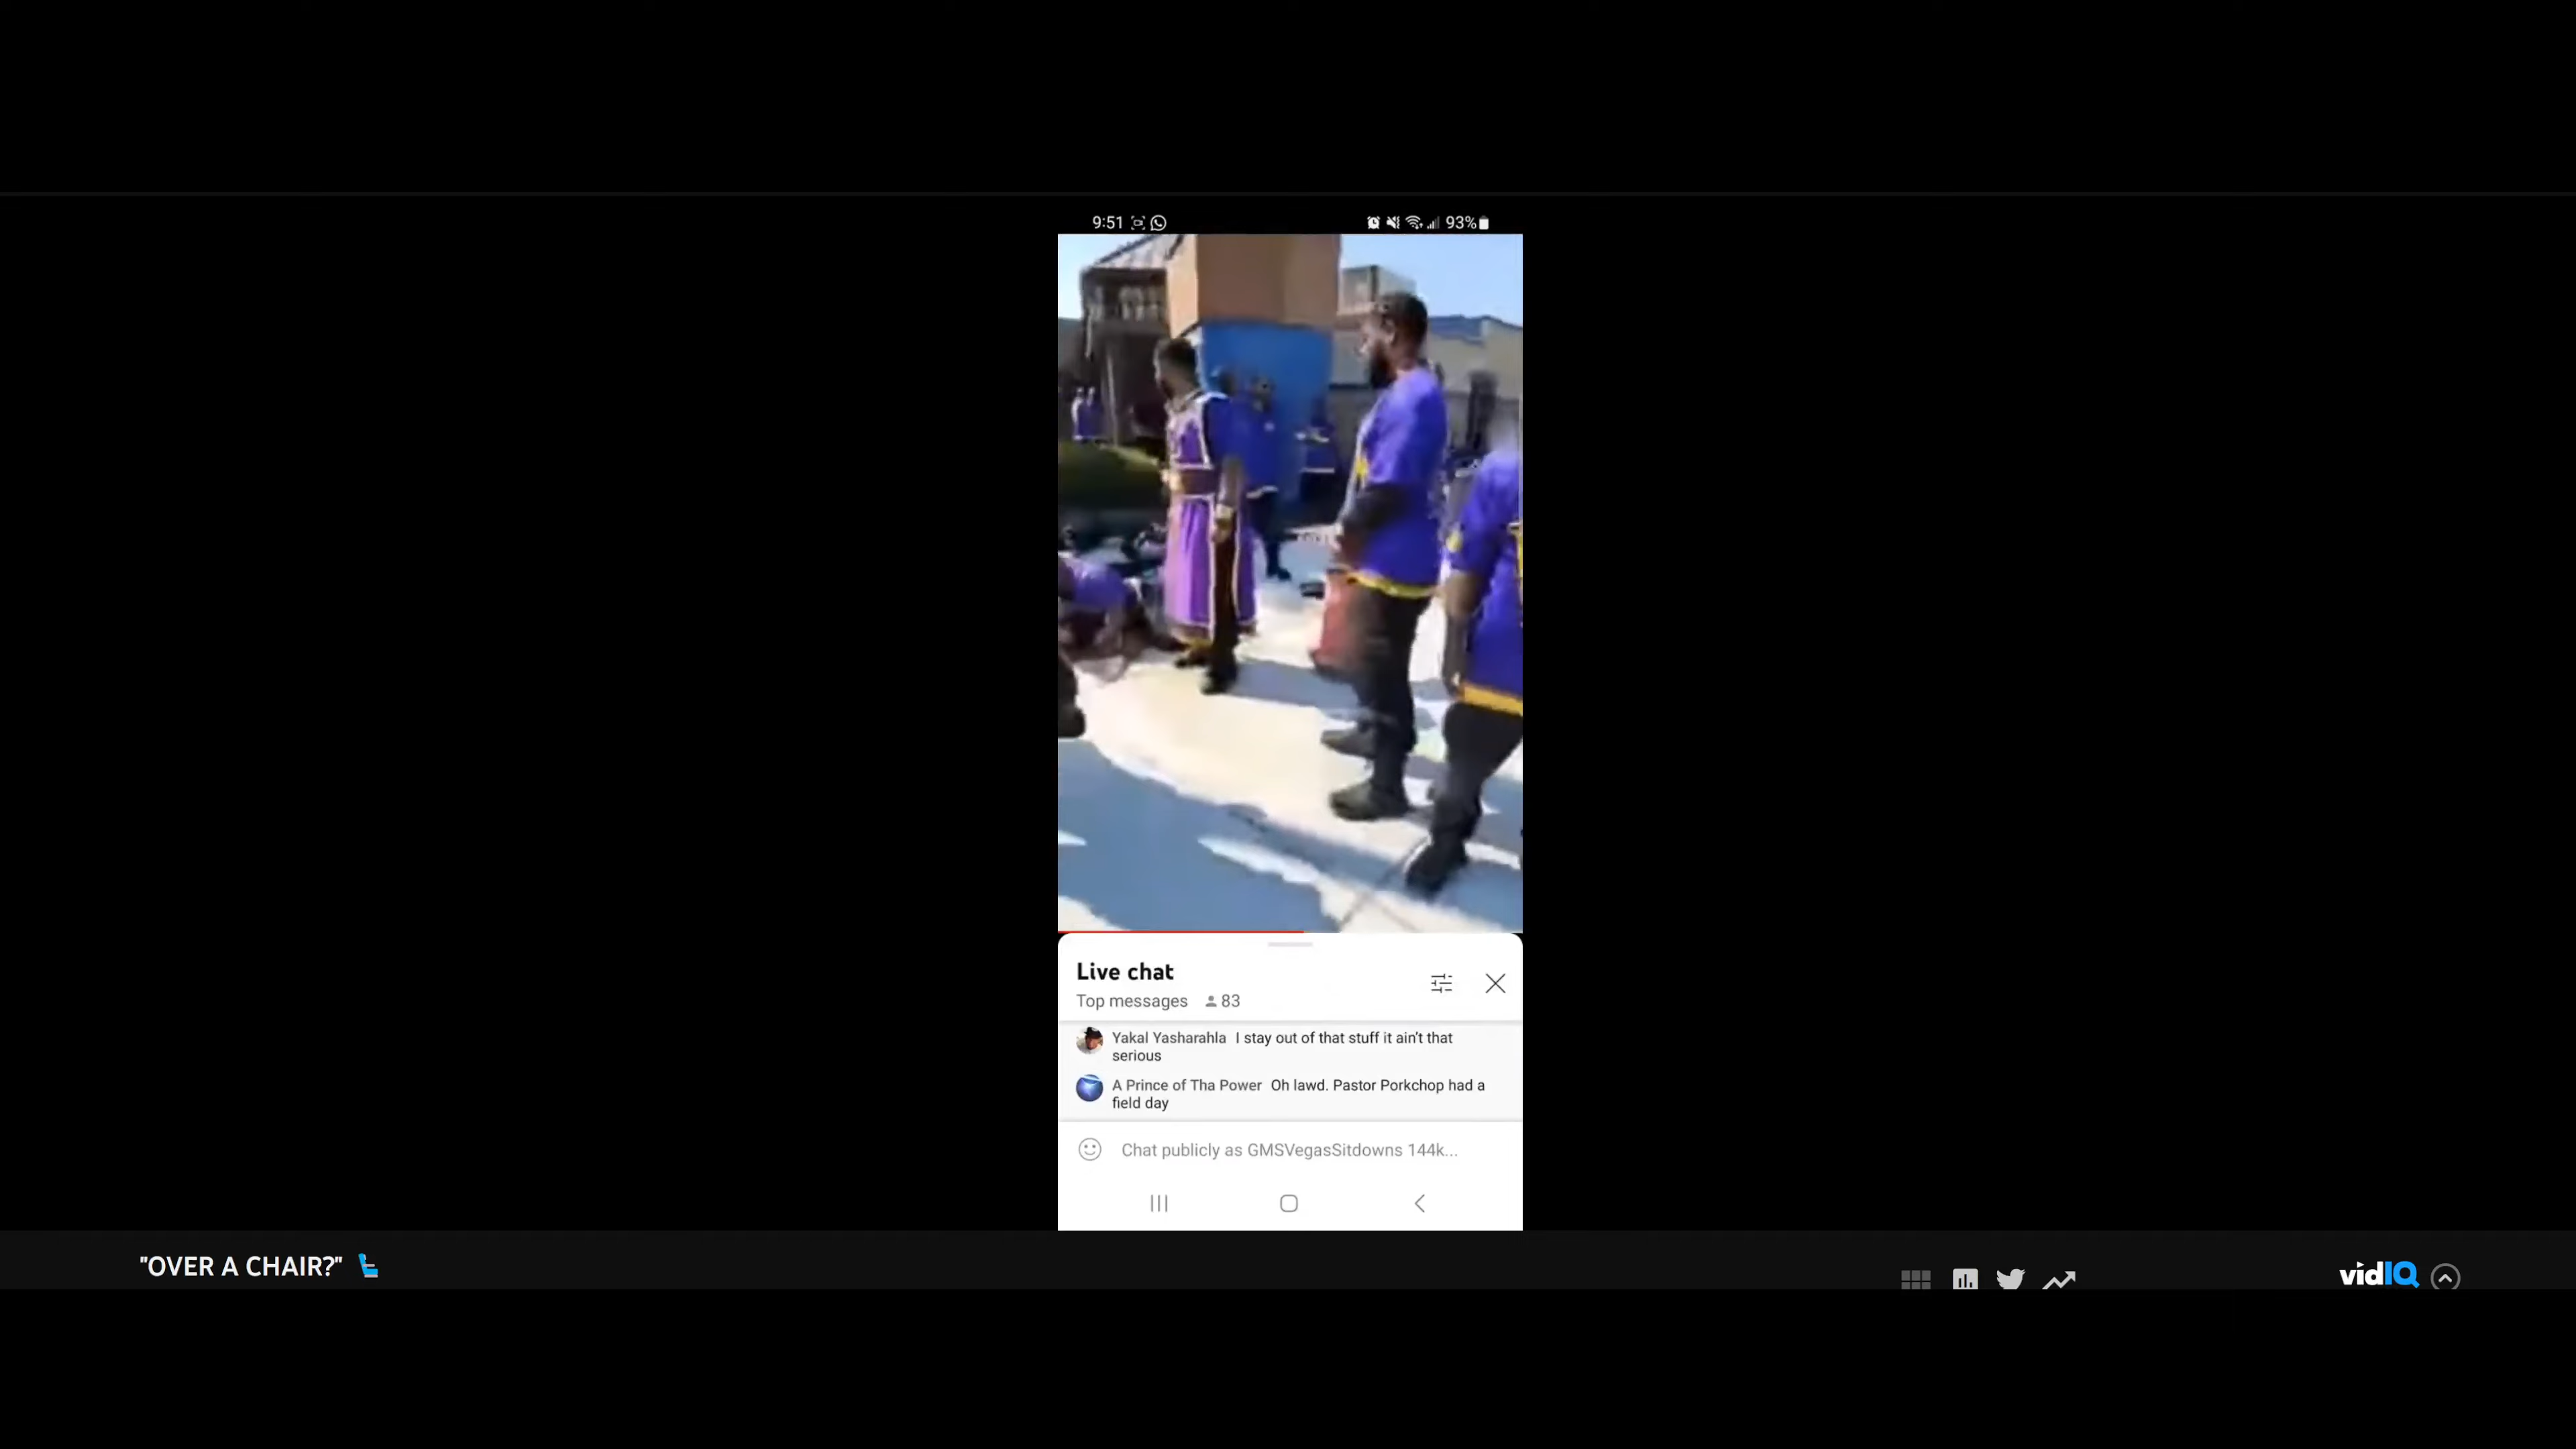 9:51
93%
Live chat
Top messages 83
Yakal Yasharahla I stay out of that stuff it ain't that
serious
A Prince of Tha Power Oh lawd. Pastor Porkchop had a
field day
Chat publicly as GMSVegasSitdowns 144k...
"OVER A CHAIR?"
vidIQ